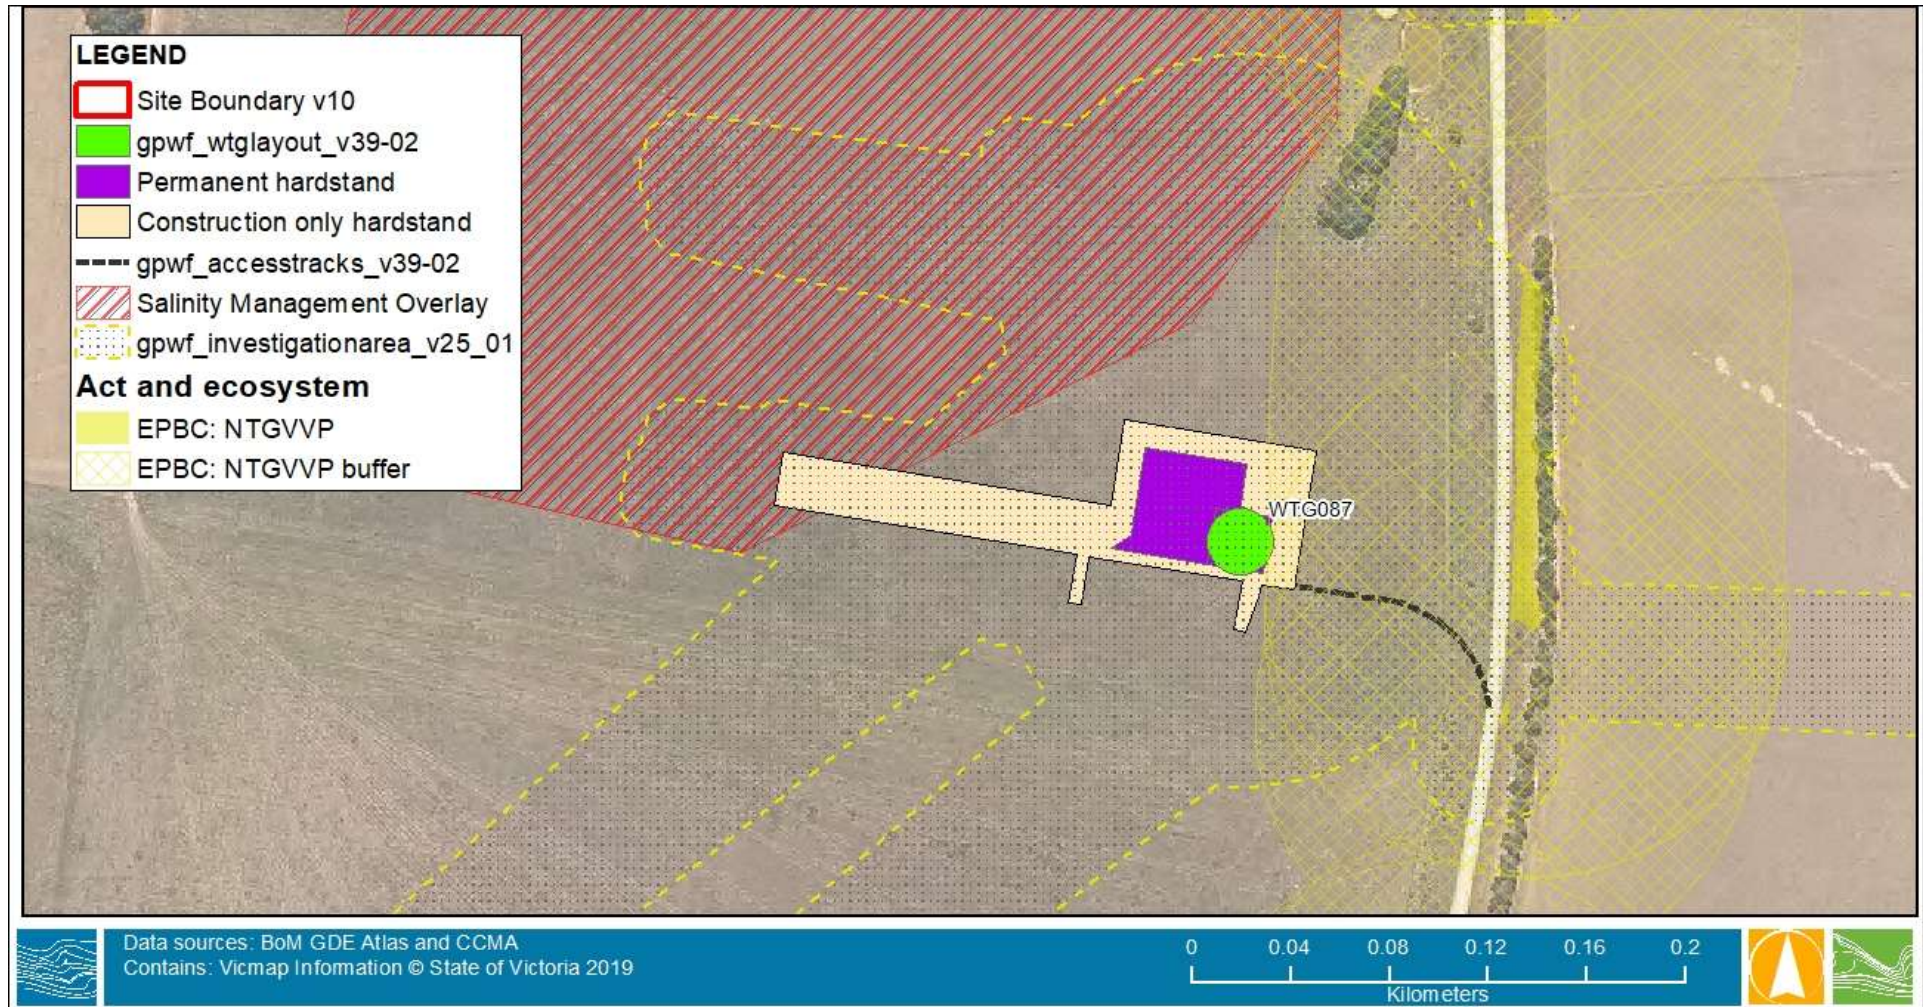 LEGEND
Site Boundary v10
gpwf_wtglayout_v39-02
Permanent hardstand
Construction only hardstand
gpwf_accesstracks_v39-02
Salinity Management Overlay
gpwf_investigationarea_v25_01
Act and ecosystem
EPBC: NTGVVP
EPBC: NTGVVP buffer
WTG087
Data sources: BoM GDE Atlas and CCMA
Contains: Vicmap Information © State of Victoria 2019
0 0.04 0.08 0.12 0.16 0.2
Kilometers